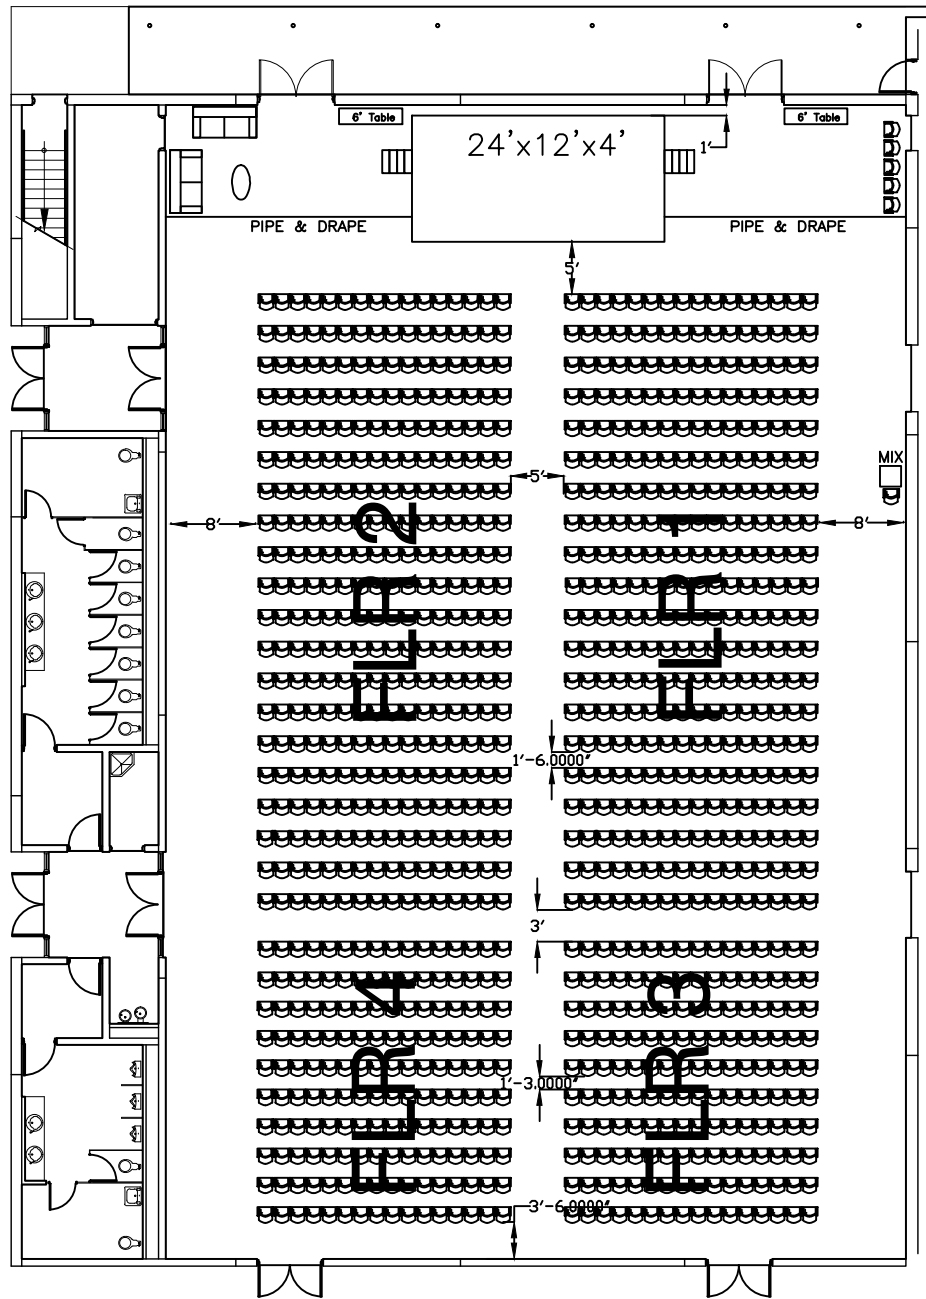 6' Table
6' Table
24'x12'x4'
1'
PIPE & DRAPE
PIPE & DRAPE
5'
MIX
5'
8'
8'
FLR 2
FLR 1
1'-6.0000"
3'
FLR 4
FLR 3
1'-3.0000"
3'-6.0000"